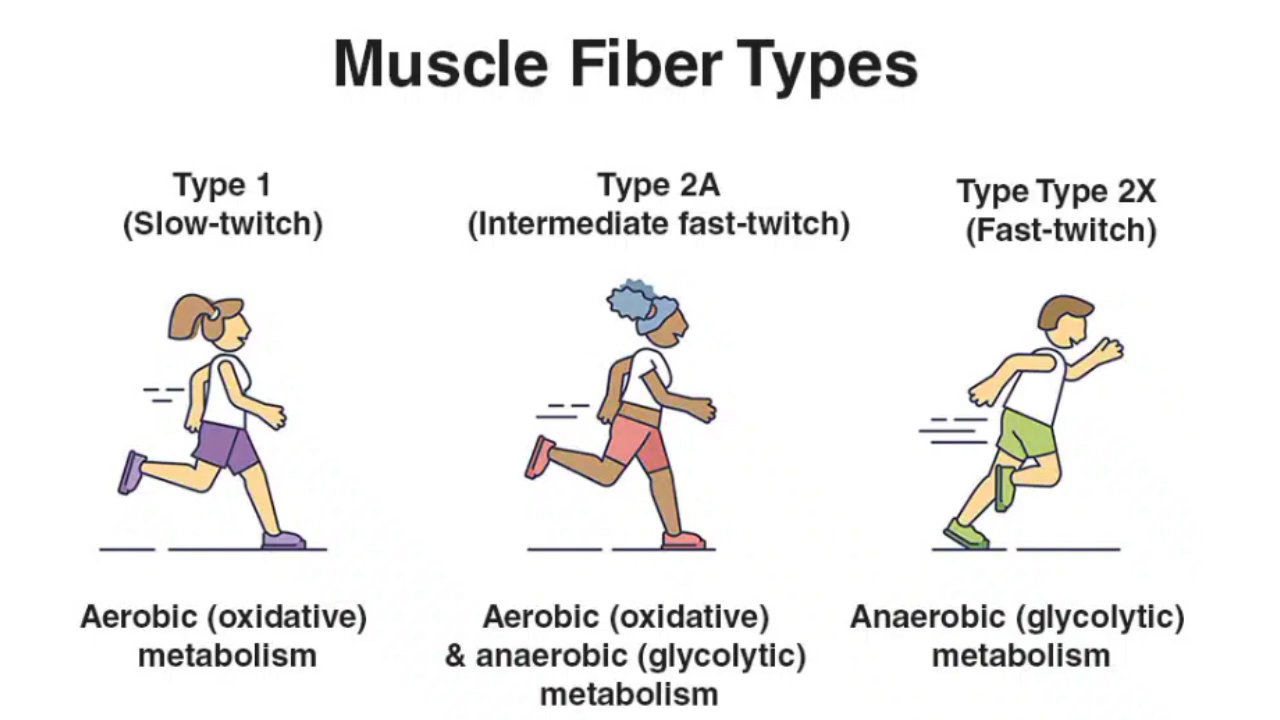 Muscle Fiber Types
Type 1
(Slow-twitch)
Type 2A
(Intermediate fast-twitch)
Type Type 2X
(Fast-twitch)
Aerobic (oxidative)
metabolism
Aerobic (oxidative)
& anaerobic (glycolytic)
metabolism
Anaerobic (glycolytic)
metabolism